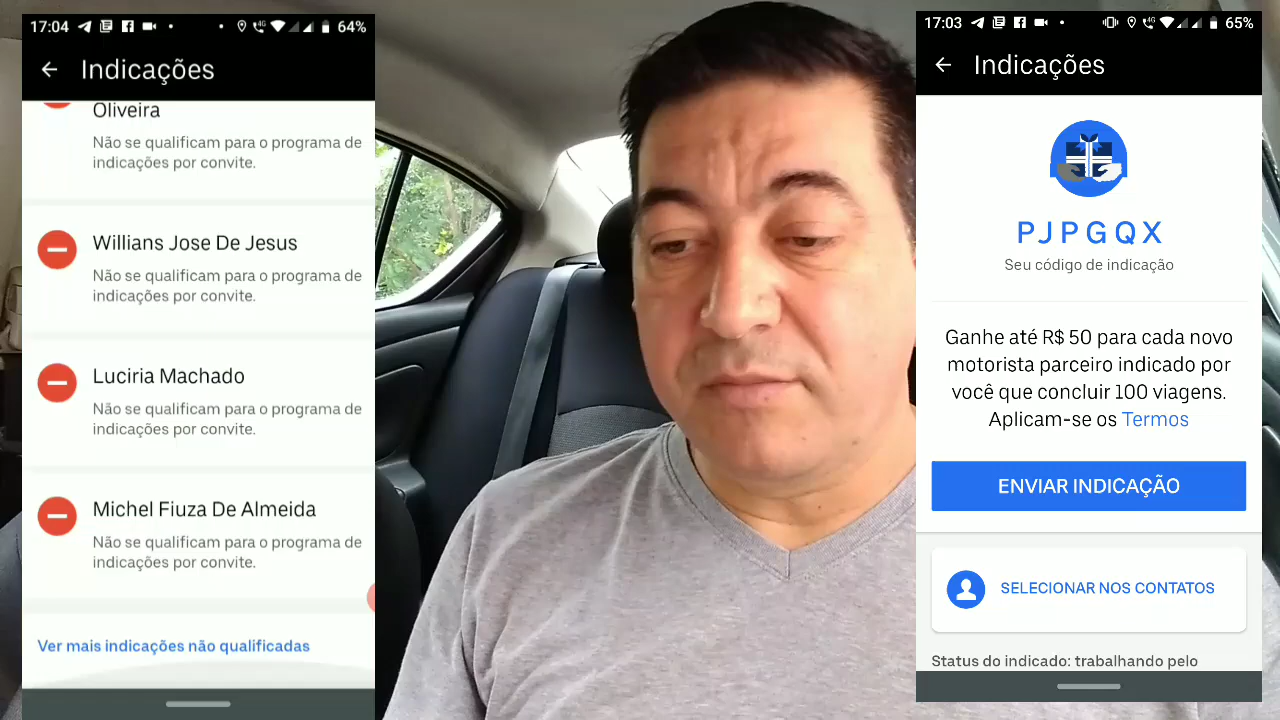 17:04
64%
Indicações
Oliveira
Não se qualificam para o programa de
indicações por convite.
Willians Jose De Jesus
Não se qualificam para o programa de
indicações por convite.
Luciria Machado
Não se qualificam para o programa de
indicações por convite.
Michel Fiuza De Almeida
Não se qualificam para o programa de
indicações por convite.
Ver mais indicações não qualificadas
17:03
4G
65%
Indicações
PJPGQX
Seu código de indicação
Ganhe até R$ 50 para cada novo
motorista parceiro indicado por
você que concluir 100 viagens.
Aplicam-se os Termos
ENVIAR INDICAÇÃO
SELECIONAR NOS CONTATOS
Status do indicado: trabalhando pelo